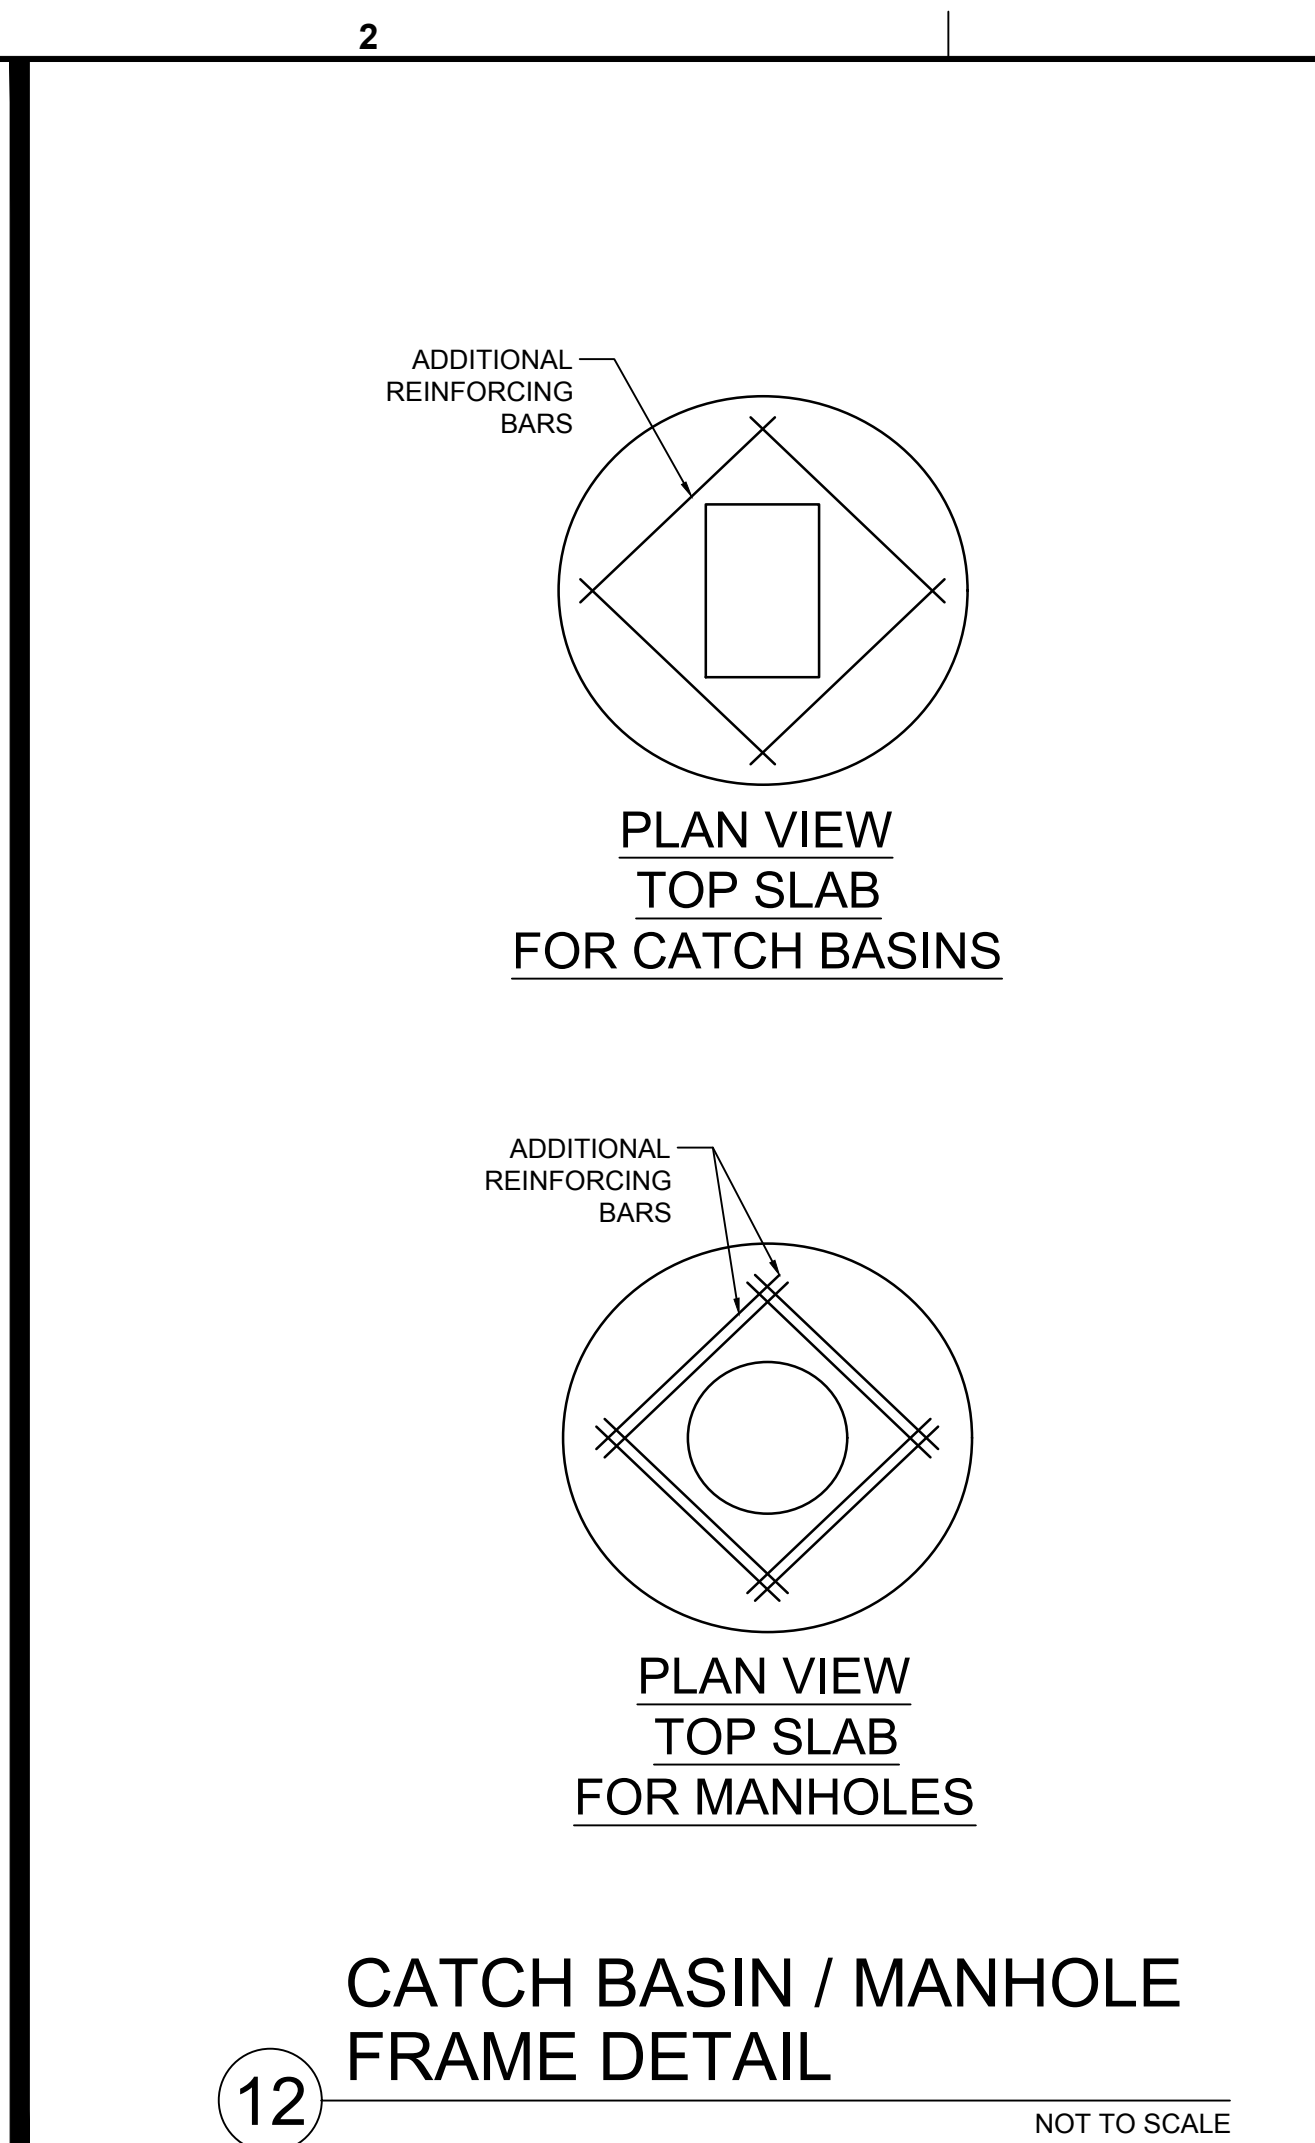 2
ADDITIONAL
REINFORCING
BARS
PLAN VIEW
TOP SLAB
FOR CATCH BASINS
ADDITIONAL
REINFORCING
BARS
PLAN VIEW
TOP SLAB
FOR MANHOLES
CATCH BASIN / MANHOLE
FRAME DETAIL
12
NOT TO SCALE